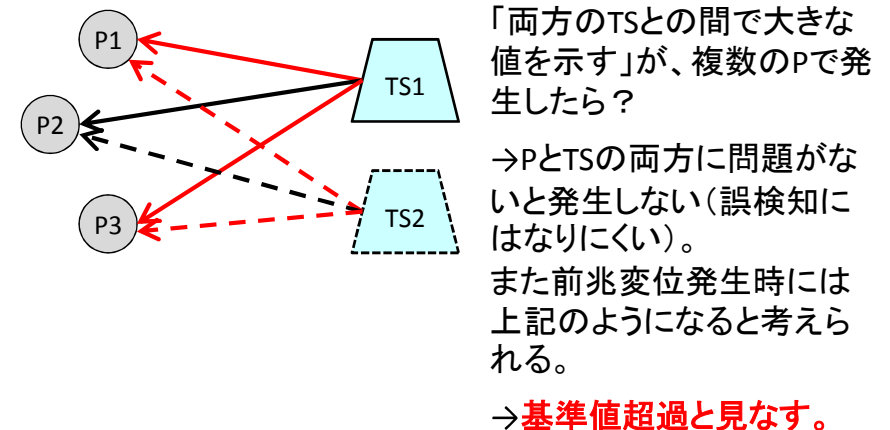 P1
P2
P3
TS1
TS2
「両方のTSとの間で大きな
値を示す」が、複数のPで発
生したら？
→PとTSの両方に問題がな
いと発生しない（誤検知に
はなりにくい）。
また前兆変位発生時には
上記のようになると考えら
れる。
→基準値超過と見なす。